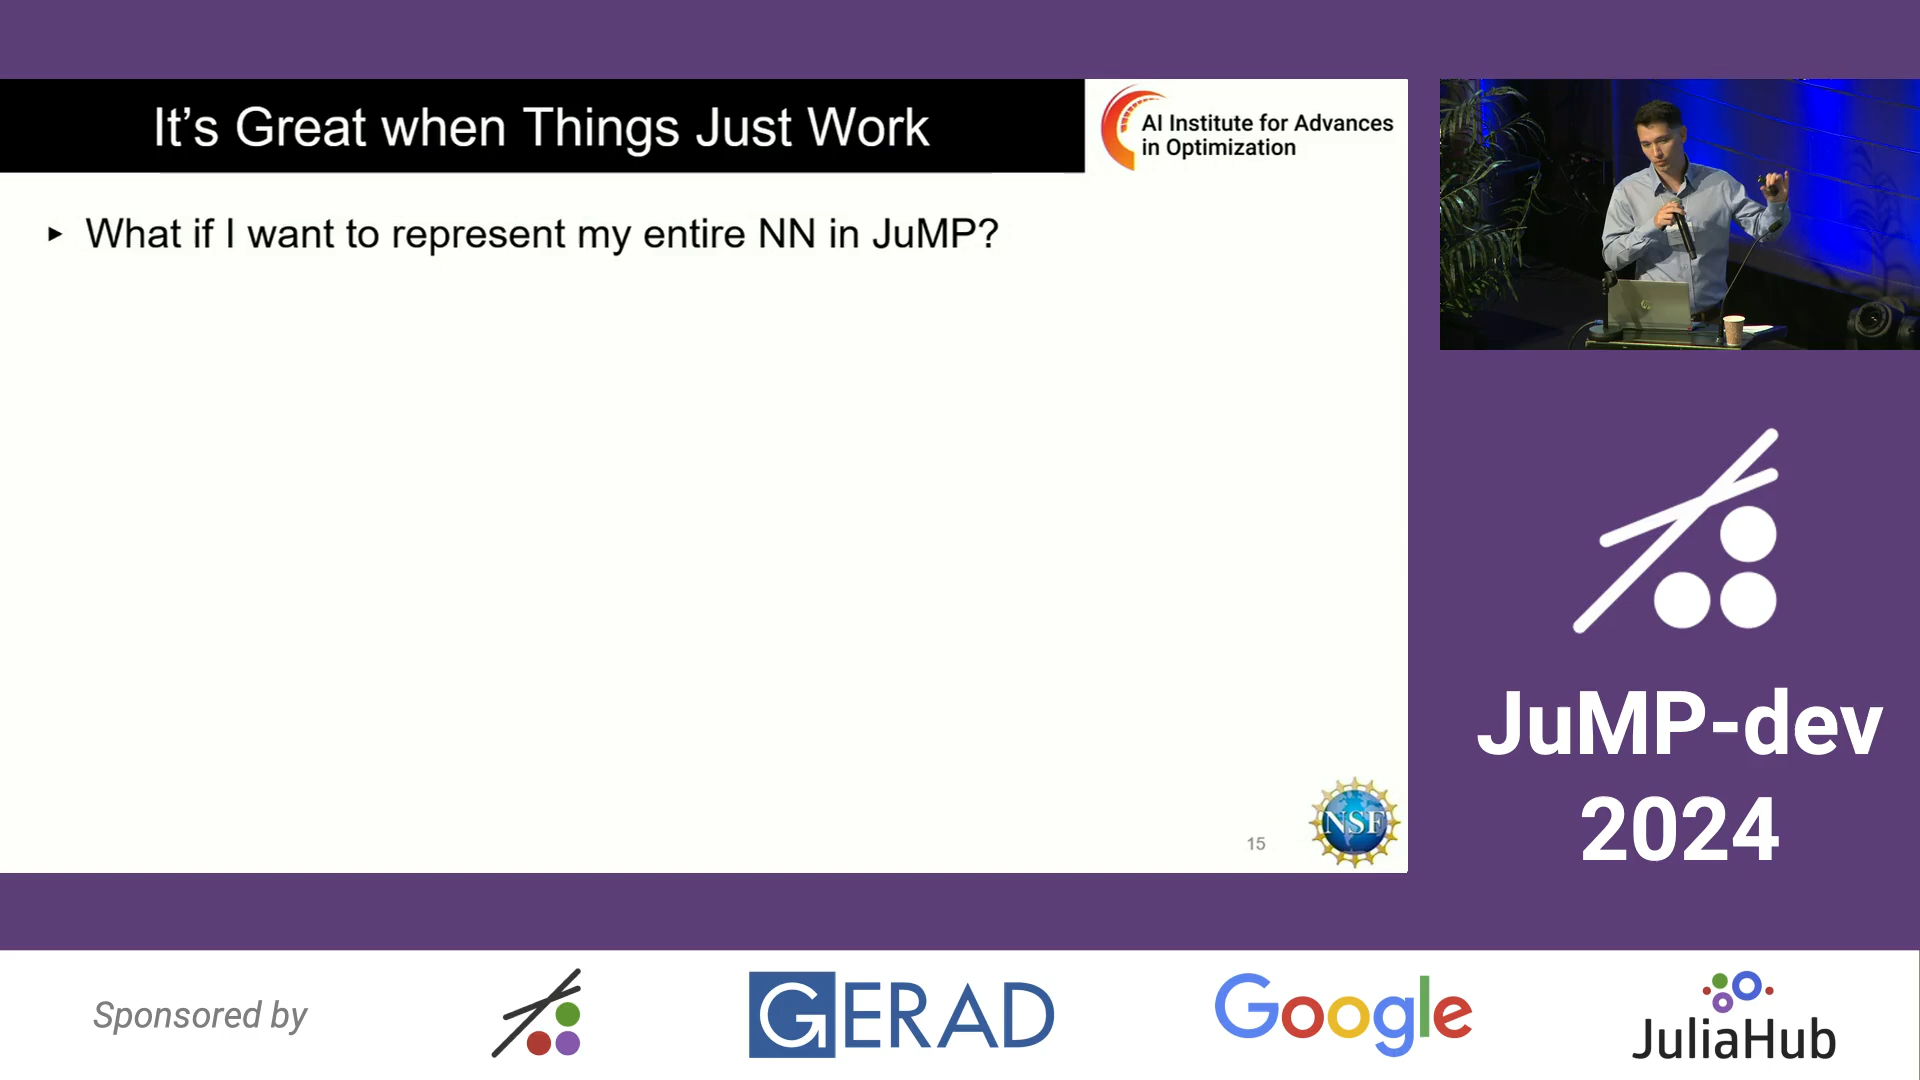 It's Great when Things Just Work
AI Institute for Advances
in Optimization
▸ What if I want to represent my entire NN in JuMP?
15
NSF
JuMP-dev
2024
Sponsored by
GERAD
Google
JuliaHub